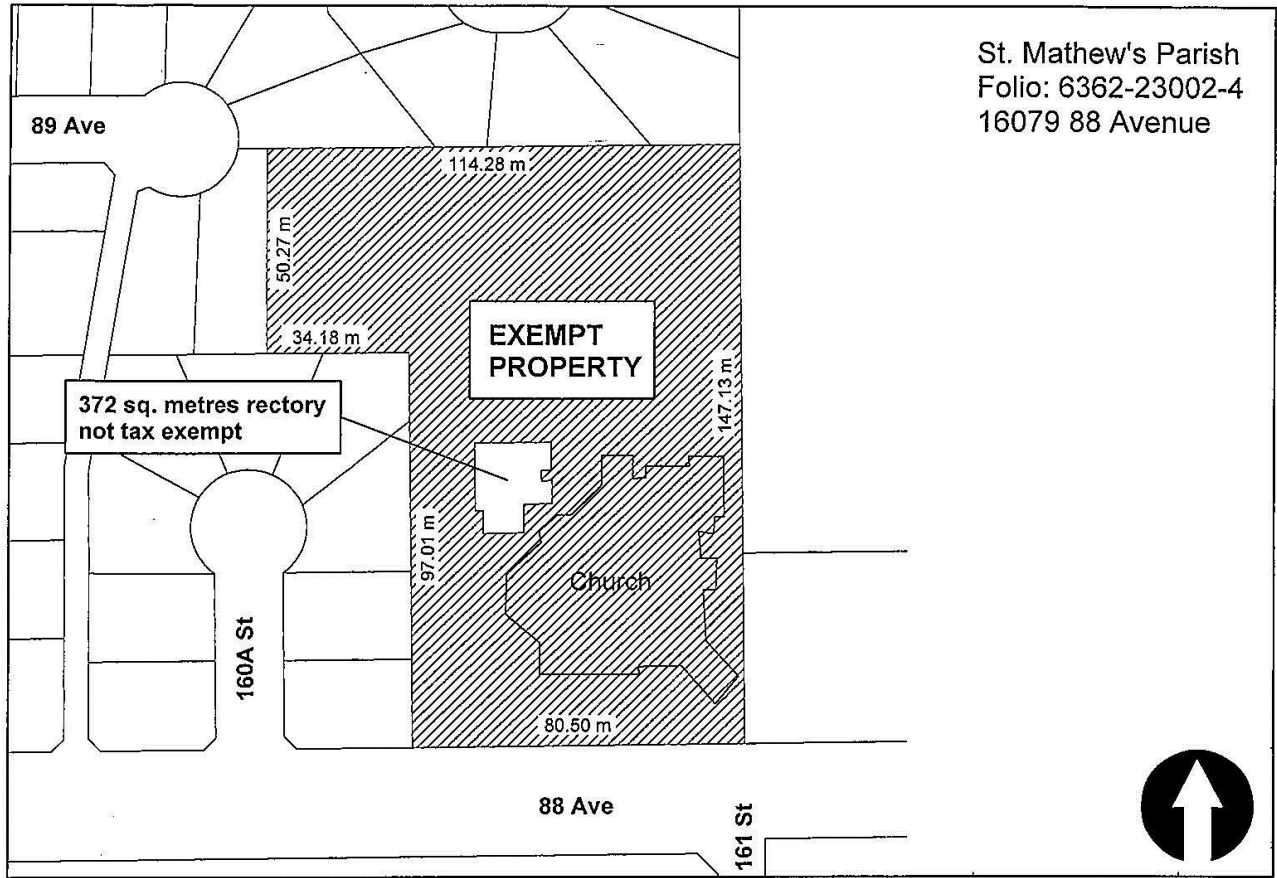 St. Mathew's Parish
Folio: 6362-23002-4
16079 88 Avenue
89 Ave
114.28 m
50.27 m
34.18 m
EXEMPT
PROPERTY
147.13 m
372 sq. metres rectory
not tax exempt
97.01 m
Church
160A St
80.50 m
88 Ave
161 St